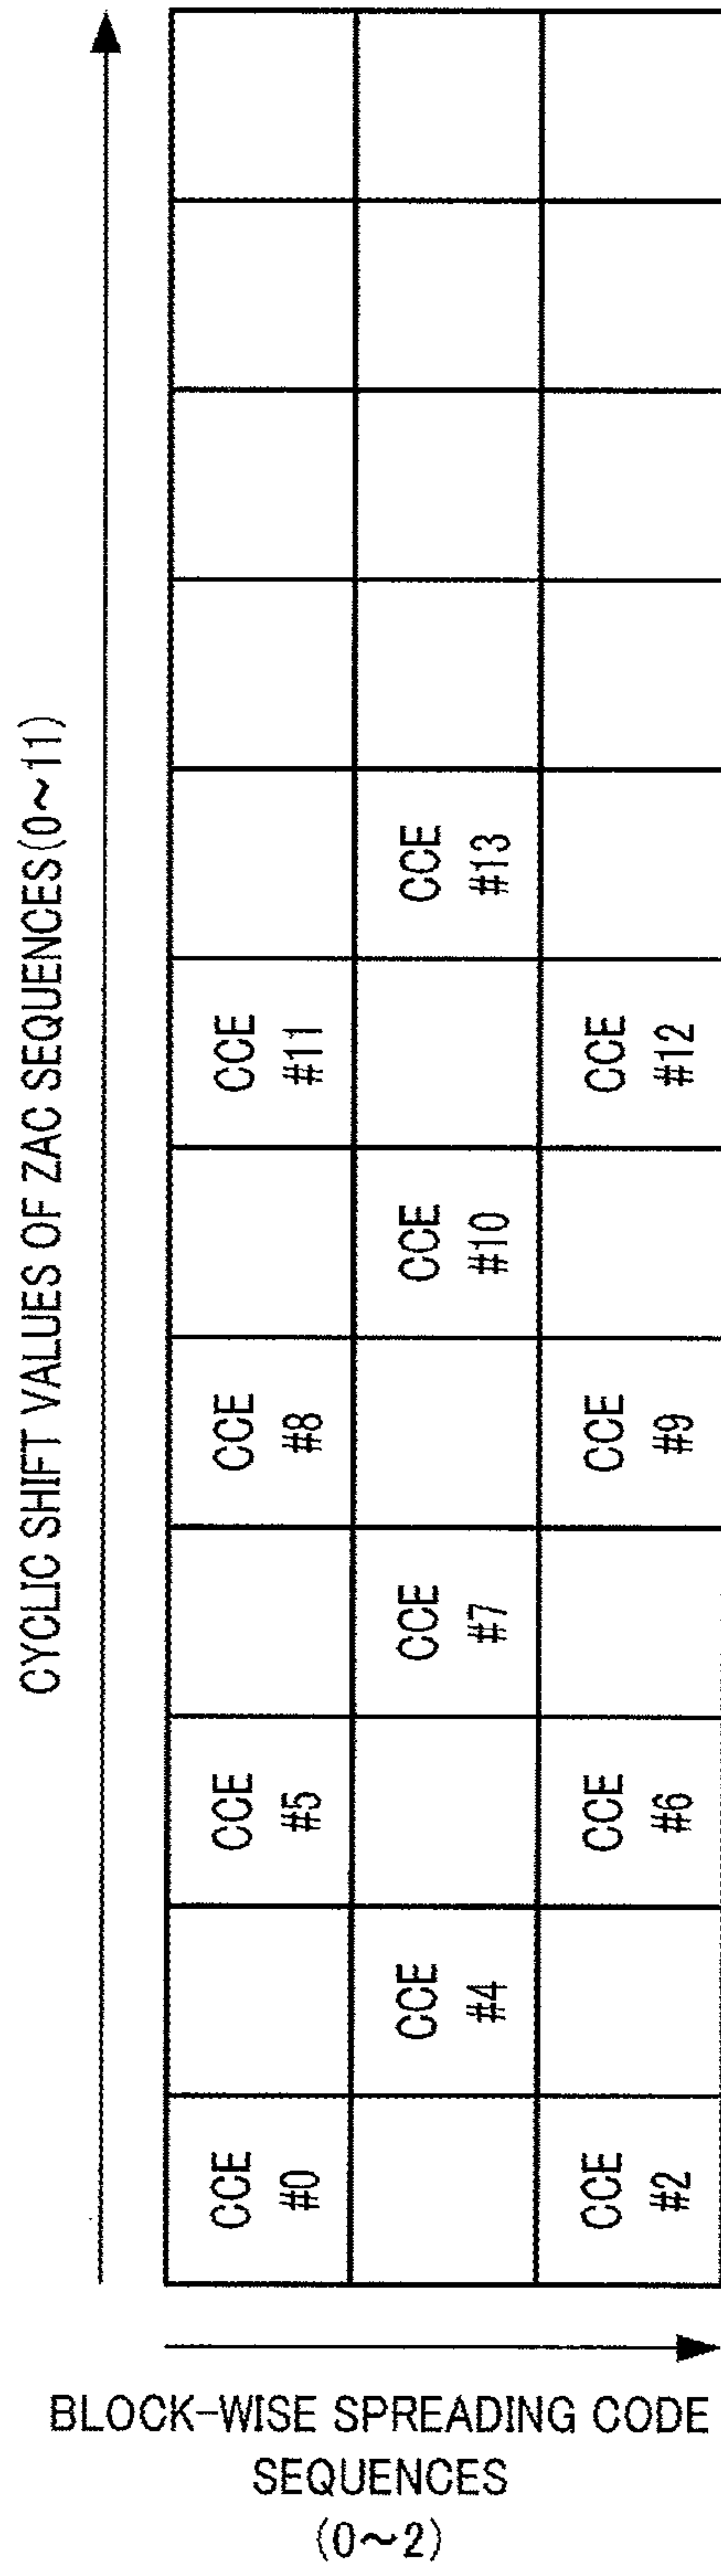 CYCLIC SHIFT VALUES OF ZAC SEQUENCES(0~11)
CCE
#13
CCE
#11
CCE
#12
CCE
#10
CCE
#8
CCE
#9
CCE
#7
CCE
#5
CCE
#6
CCE
#4
CCE
#0
CCE
#2
BLOCK-WISE SPREADING CODE
SEQUENCES
(0~2)